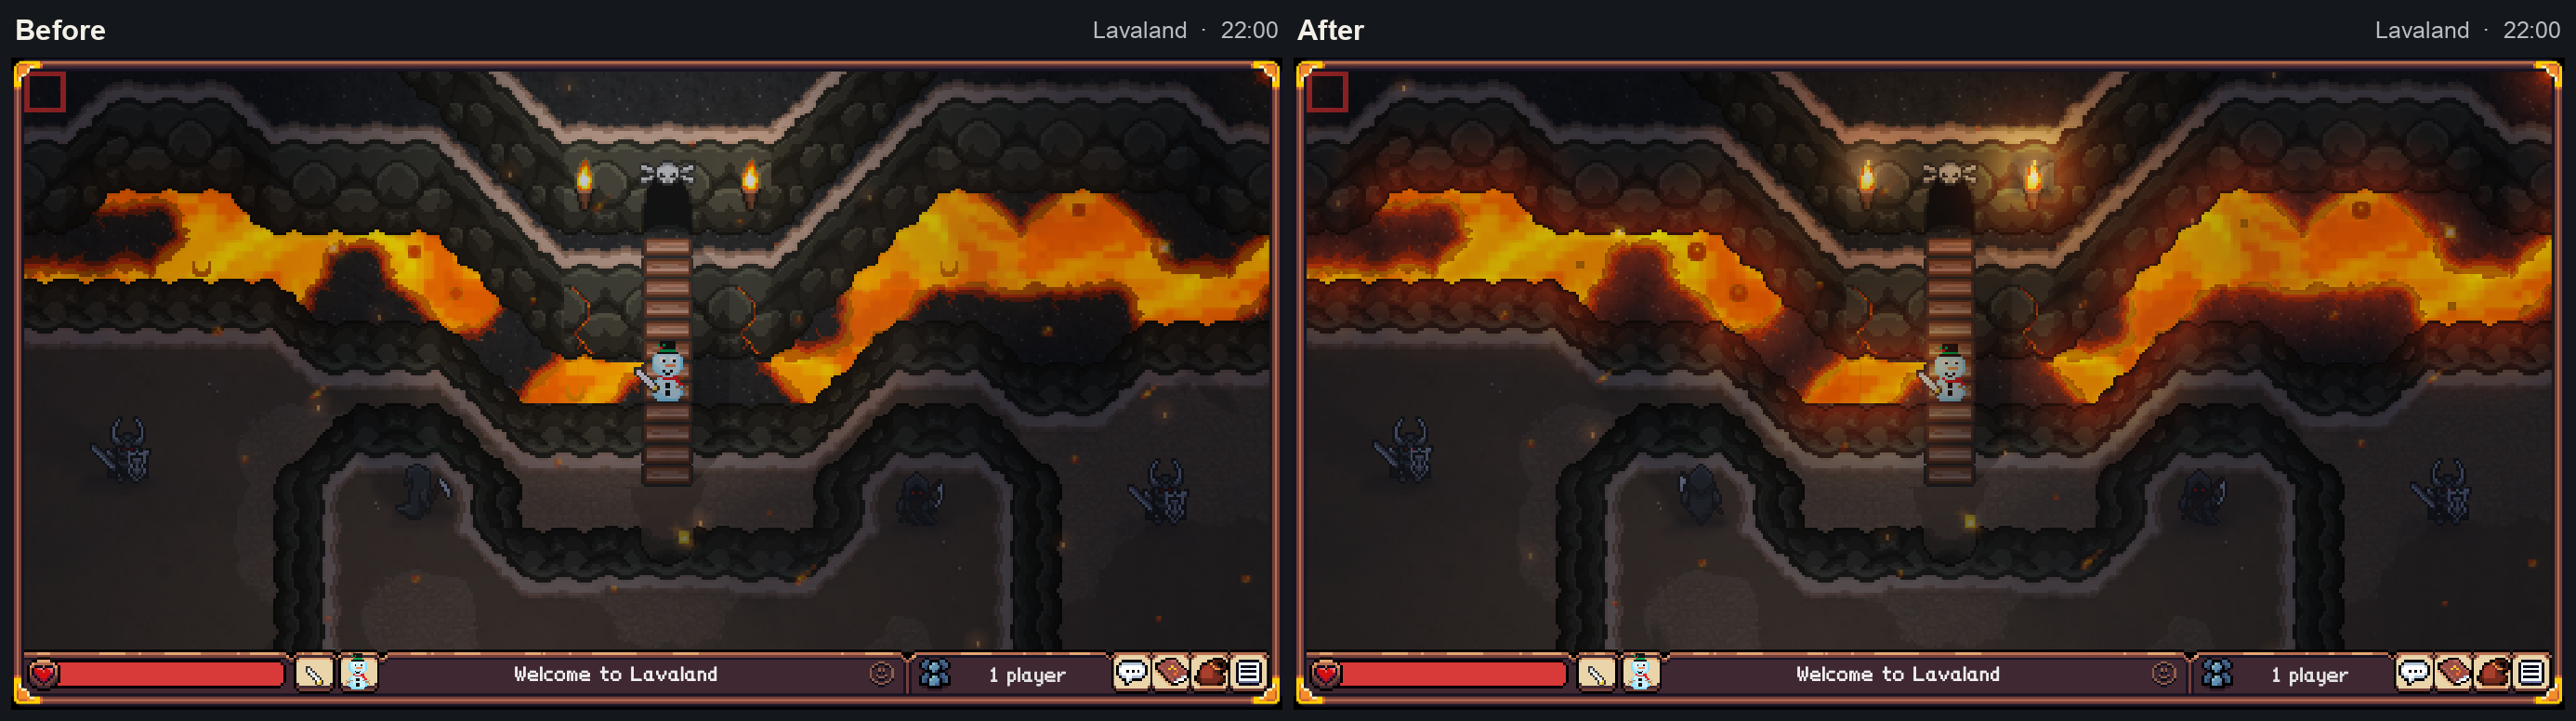 Before
Lavaland · 22:00
After
Lavaland · 22:00
Welcome to Lavaland
1 player
Welcome to Lavaland
1 player